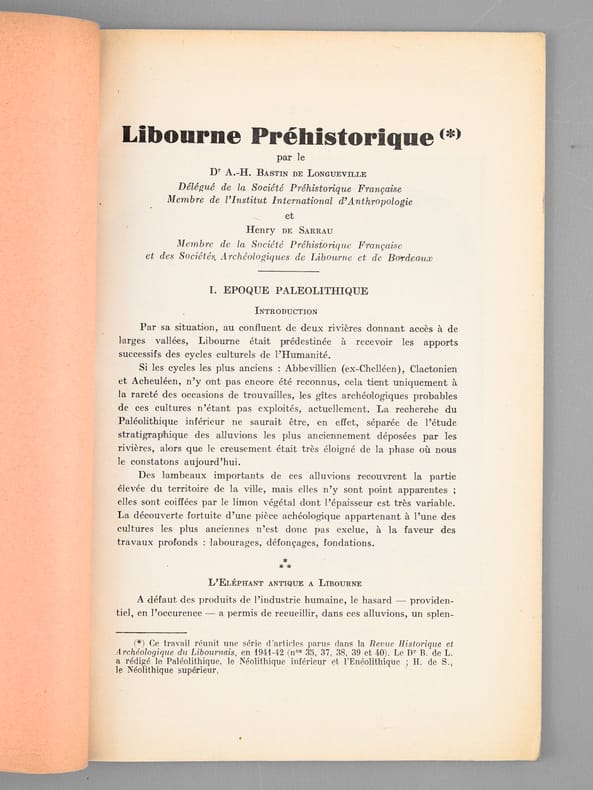 Libourne Préhistorique (*)
par le
Dr A.-H. BASTIN DE LONGUEVILLE
Délégué de la Société Préhistorique Française
Membre de l'Institut International d'Anthropologie
et
Henry DE SARRAU
Membre de la Société Préhistorique Française
et des Sociétés Archéologiques de Libourne et de Bordeaux
I. EPOQUE PALEOLITHIQUE
INTRODUCTION
Par sa situation, au confluent de deux rivières donnant accès à de
larges vallées, Libourne était prédestinée à recevoir les apports
successifs des cycles culturels de l'Humanité.
Si les cycles les plus anciens : Abbevillien (ex-Chelléen), Clactonien
et Acheuléen, n'y ont pas encore été reconnus, cela tient uniquement à
la rareté des occasions de trouvailles, les gîtes archéologiques probables
de ces cultures n'étant pas exploités, actuellement. La recherche du
Paléolithique inférieur ne saurait être, en effet, séparée de l'étude
stratigraphique des alluvions les plus anciennement déposées par les
rivières, alors que le creusement était très éloigné de la phase où nous
le constatons aujourd'hui.
Des lambeaux importants de ces alluvions recouvrent la partie
élevée du territoire de la ville, mais elles n'y sont point apparentes ;
elles sont coiffées par le limon végétal dont l'épaisseur est très variable.
La découverte fortuite d'une pièce achéologique appartenant à l'une des
cultures les plus anciennes n'est donc pas exclue, à la faveur des
travaux profonds : labourages, défonçages, fondations.
L'ELÉPHANT ANTIQUE A LIBOURNE
A défaut des produits de l'industrie humaine, le hasard — providen-
tiel, en l'occurence — a permis de recueillir, dans ces alluvions, un splen-
(*) Ce travail réunit une série d'articles parus dans la Revue Historique et
Archéologique du Libournais, en 1941-42 (nos 35, 37, 38, 39 et 40). Le Dr B. de L.
a rédigé le Paléolithique, le Néolithique inférieur et l'Enéolithique ; H. de S.,
le Néolithique supérieur.